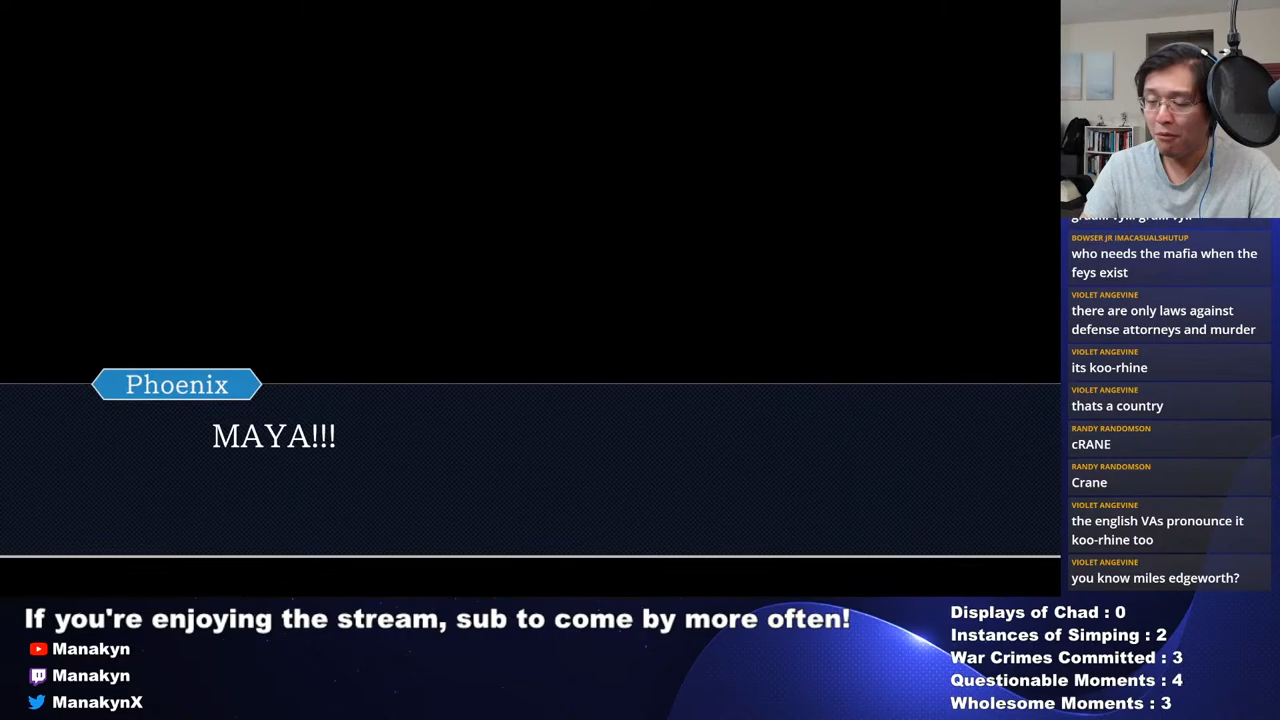 Phoenix
MAYA!!!
BOWSER JR IMACASUALSHUTUP
who needs the mafia when the
feys exist
VIOLET ANGEVINE
there are only laws against
defense attorneys and murder
VIOLET ANGEVINE
its koo-rhine
VIOLET ANGEVINE
thats a country
RANDY RANDOMSON
cRANE
RANDY RANDOMSON
Crane
VIOLET ANGEVINE
the english VAs pronounce it
koo-rhine too
VIOLET ANGEVINE
you know miles edgeworth?
If you're enjoying the stream, sub to come by more often!
Manakyn
Manakyn
ManakynX
Displays of Chad : 0
Instances of Simping : 2
War Crimes Committed : 3
Questionable Moments : 4
Wholesome Moments : 3